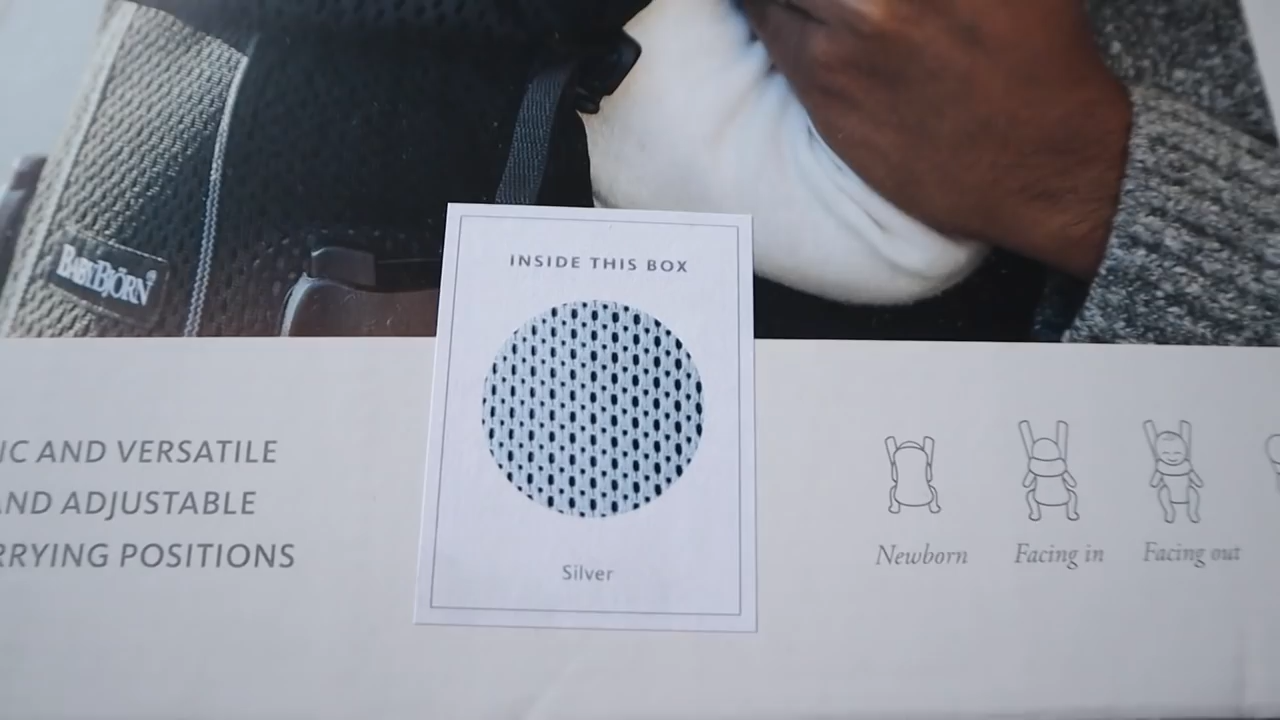 BABYBJÖRN®
INSIDE THIS BOX
Silver
IC AND VERSATILE
AND ADJUSTABLE
RRYING POSITIONS
Newborn
Facing in
Facing out